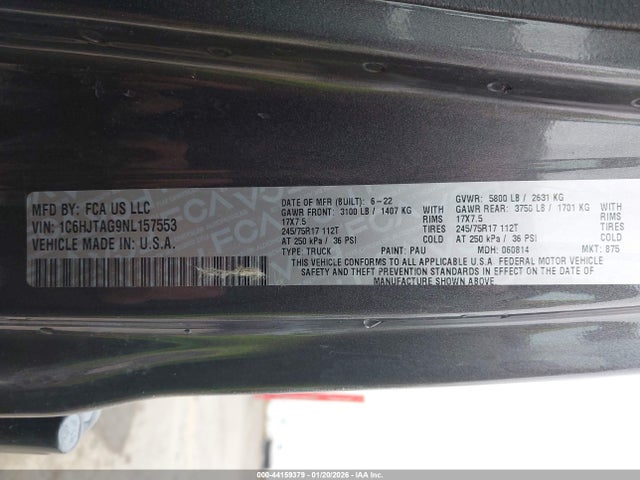 MFD BY: FCA US LLC
VIN: 1C6HJTAG9NL157553
VEHICLE MADE IN: U.S.A.
DATE OF MFR (BUILT): 6-22
GAWR FRONT: 3100 LB / 1407 KG WITH
17X7.5 RIMS
245/75R17 112T TIRES
AT 250 kPa / 36 PSI COLD
TYPE: TRUCK PAINT: PAU
GVWR: 5800 LB / 2631 KG
GAWR REAR: 3750 LB / 1701 KG WITH
17X7.5 RIMS
245/75R17 112T TIRES
AT 250 kPa / 36 PSI COLD
MDH: 060814 MKT: 875
THIS VEHICLE CONFORMS TO ALL APPLICABLE U.S.A FEDERAL MOTOR VEHICLE
SAFETY AND THEFT PREVENTION STANDARDS IN EFFECT ON THE DATE OF
MANUFACTURE SHOWN ABOVE
000-44159379 | 01/20/2026 | IAA Inc.